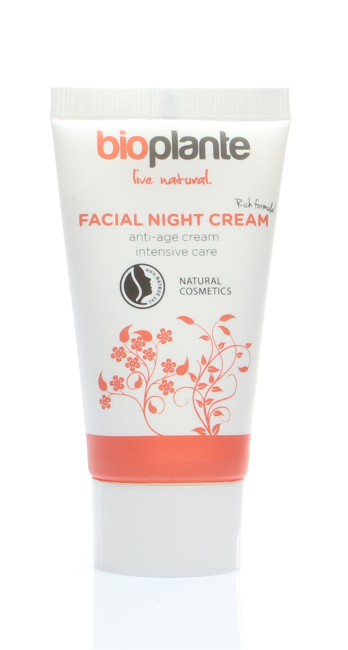 bioplante
live natural.
Rich formula
FACIAL NIGHT CREAM
anti-age cream
intensive care
NATURAL
COSMETICS